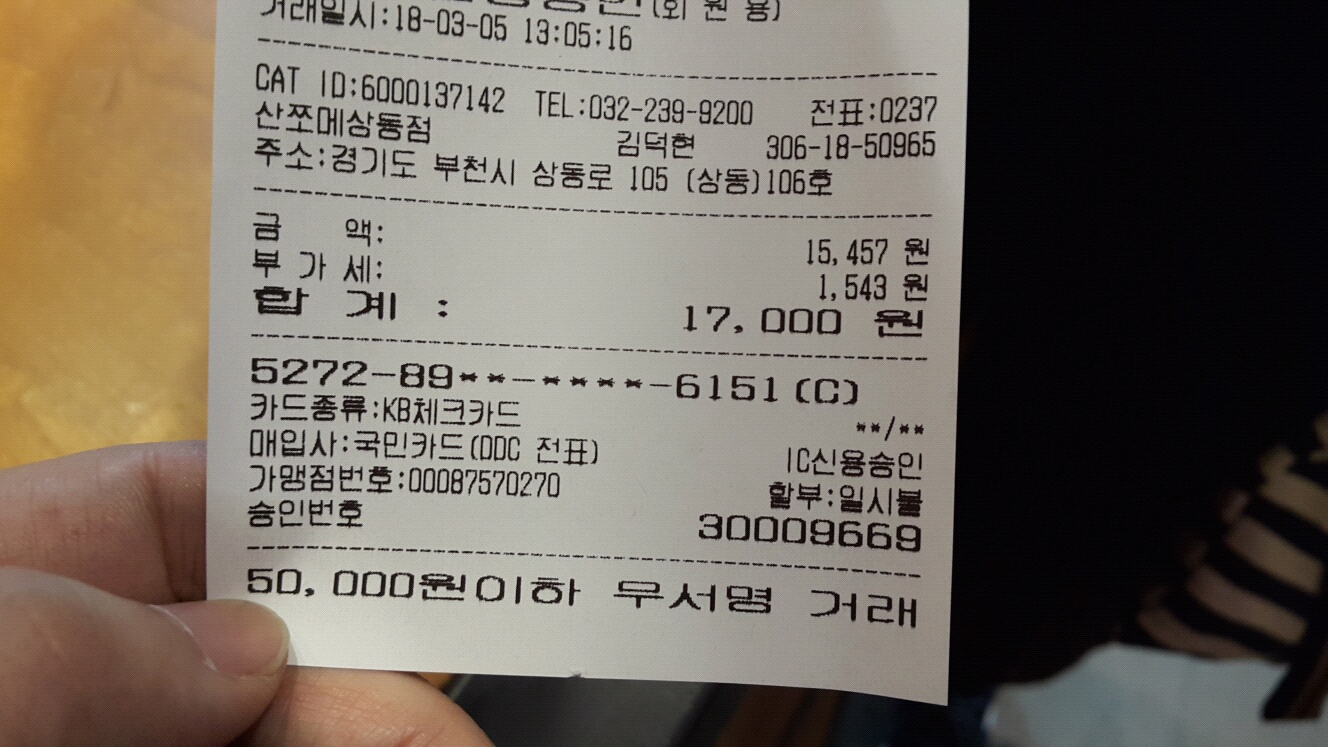 (회 원 용)
거래일시:18-03-05 13:05:16
CAT ID:6000137142 TEL:032-239-9200 전표:0237
산쪼메상동점 김덕현 306-18-50965
주소:경기도 부천시 상동로 105 (상동)106호
금 액: 15,457 원
부 가 세: 1,543 원
합 계 : 17,000 원
5272-89**-****-6151(C)
카드종류:KB체크카드 **/**
매입사:국민카드(DDC 전표) IC신용승인
가맹점번호:00087570270 할부:일시불
승인번호 30009669
50,000원이하 무서명 거래